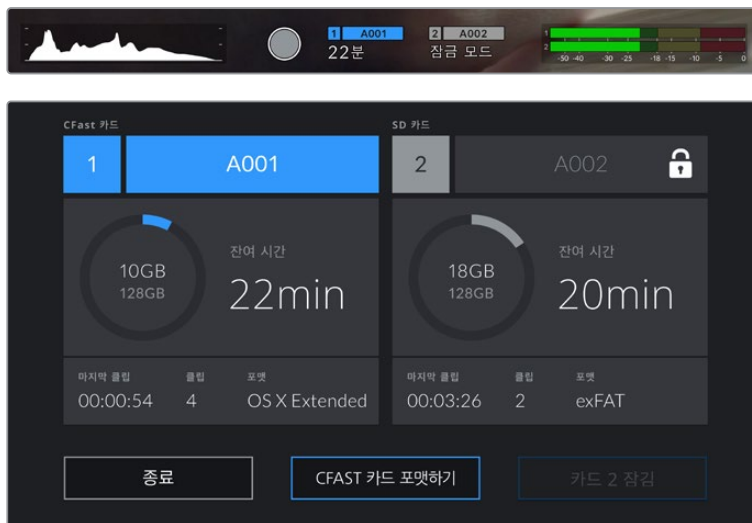 1 A001 2 A002
22분 잠금 모드
1
2
-50 -40 -30 -25 -18 -15 -10 -5 0
CFast 카드 SD 카드
1 A001 2 A002
10GB 잔여 시간 18GB 잔여 시간
128GB 22min 128GB 20min
마지막 클립 클립 포맷 마지막 클립 클립 포맷
00:00:54 4 OS X Extended 00:03:26 2 exFAT
종료 CFAST 카드 포맷하기 카드 2 잠김